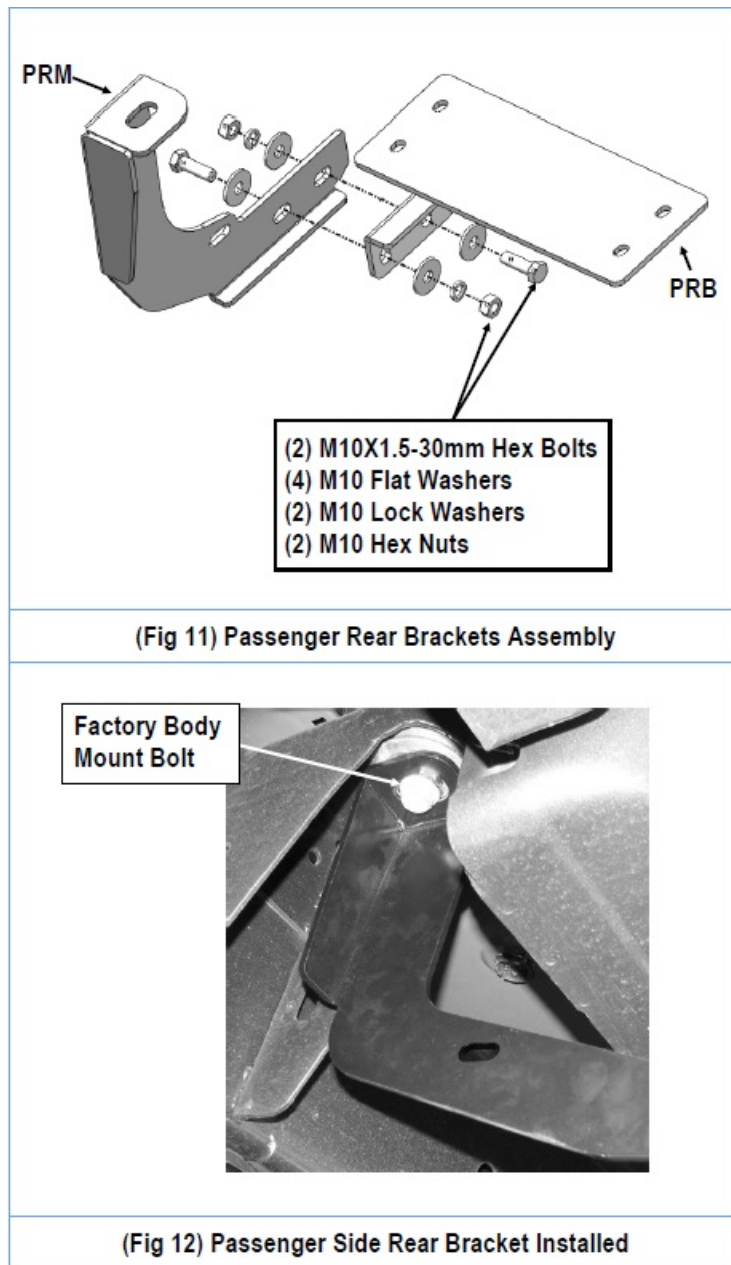 PRM
PRB
(2) M10X1.5-30mm Hex Bolts
(4) M10 Flat Washers
(2) M10 Lock Washers
(2) M10 Hex Nuts
(Fig 11) Passenger Rear Brackets Assembly
Factory Body
Mount Bolt
(Fig 12) Passenger Side Rear Bracket Installed